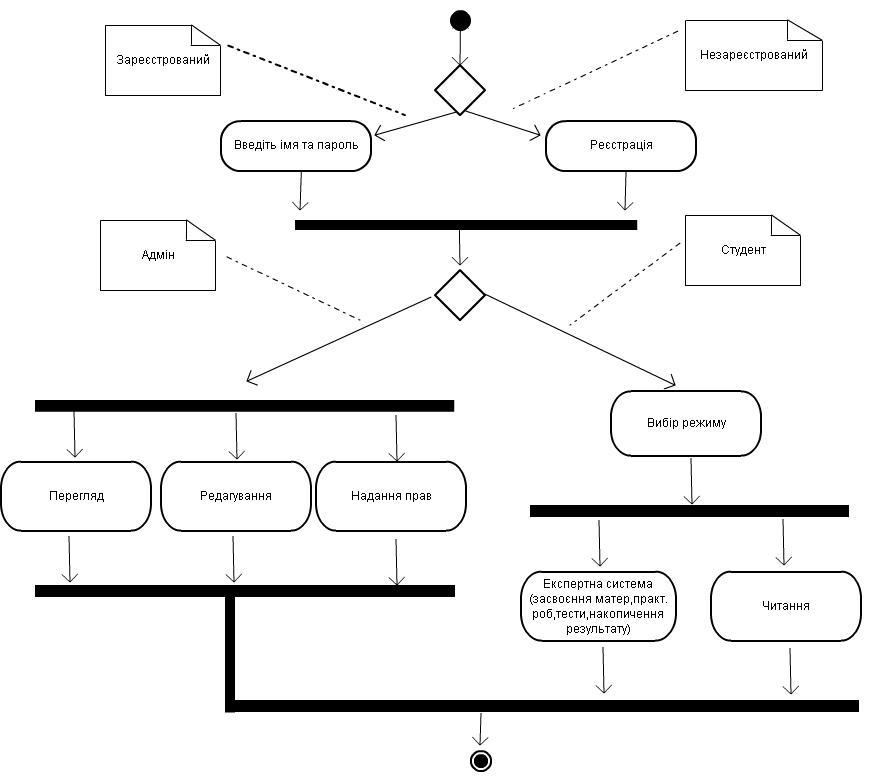 Зареєстрований
Незареєстрований
Введіть імя та пароль
Реєстрація
Адмін
Студент
Вибір режиму
Перегляд
Редагування
Надання прав
Експертна система
(засвоєння матер,практ.
роб,тести,накопичення
результату)
Читання